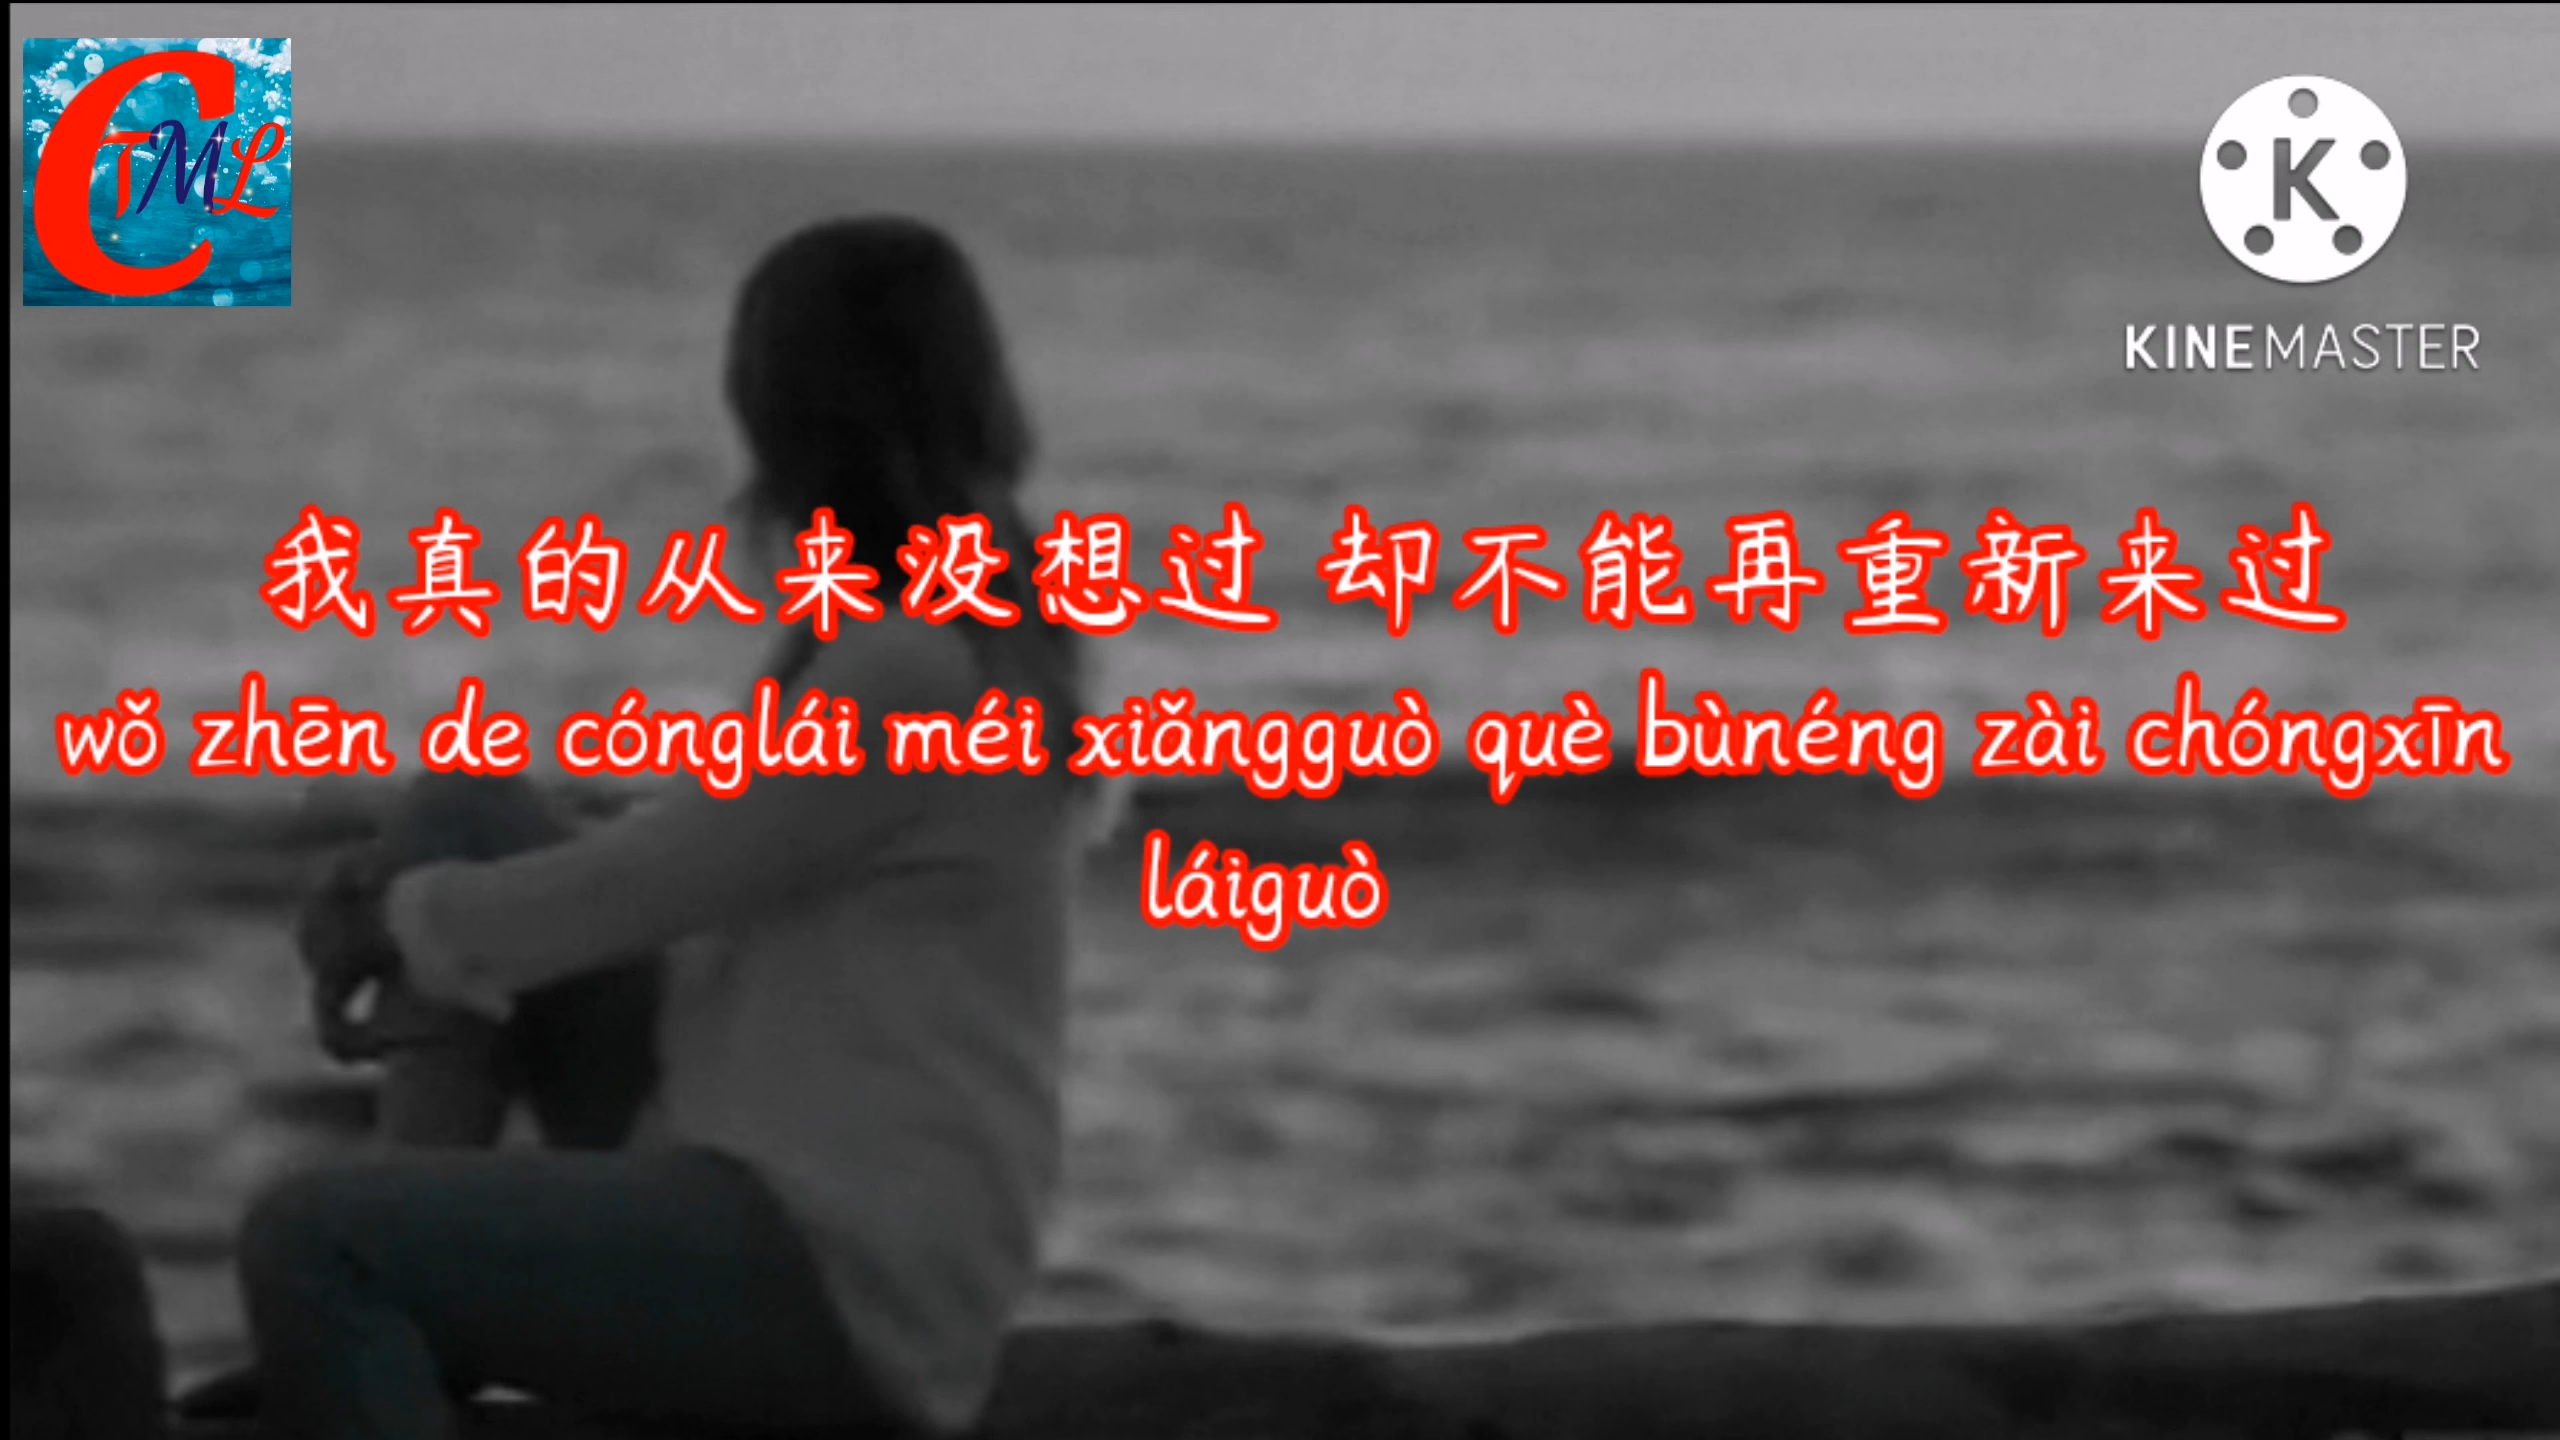 CTML
K
KINEMASTER
我真的从来没想过 却不能再重新来过
wǒ zhēn de cónglái méi xiǎngguò què bùnéng zài chóngxīn
láiguò